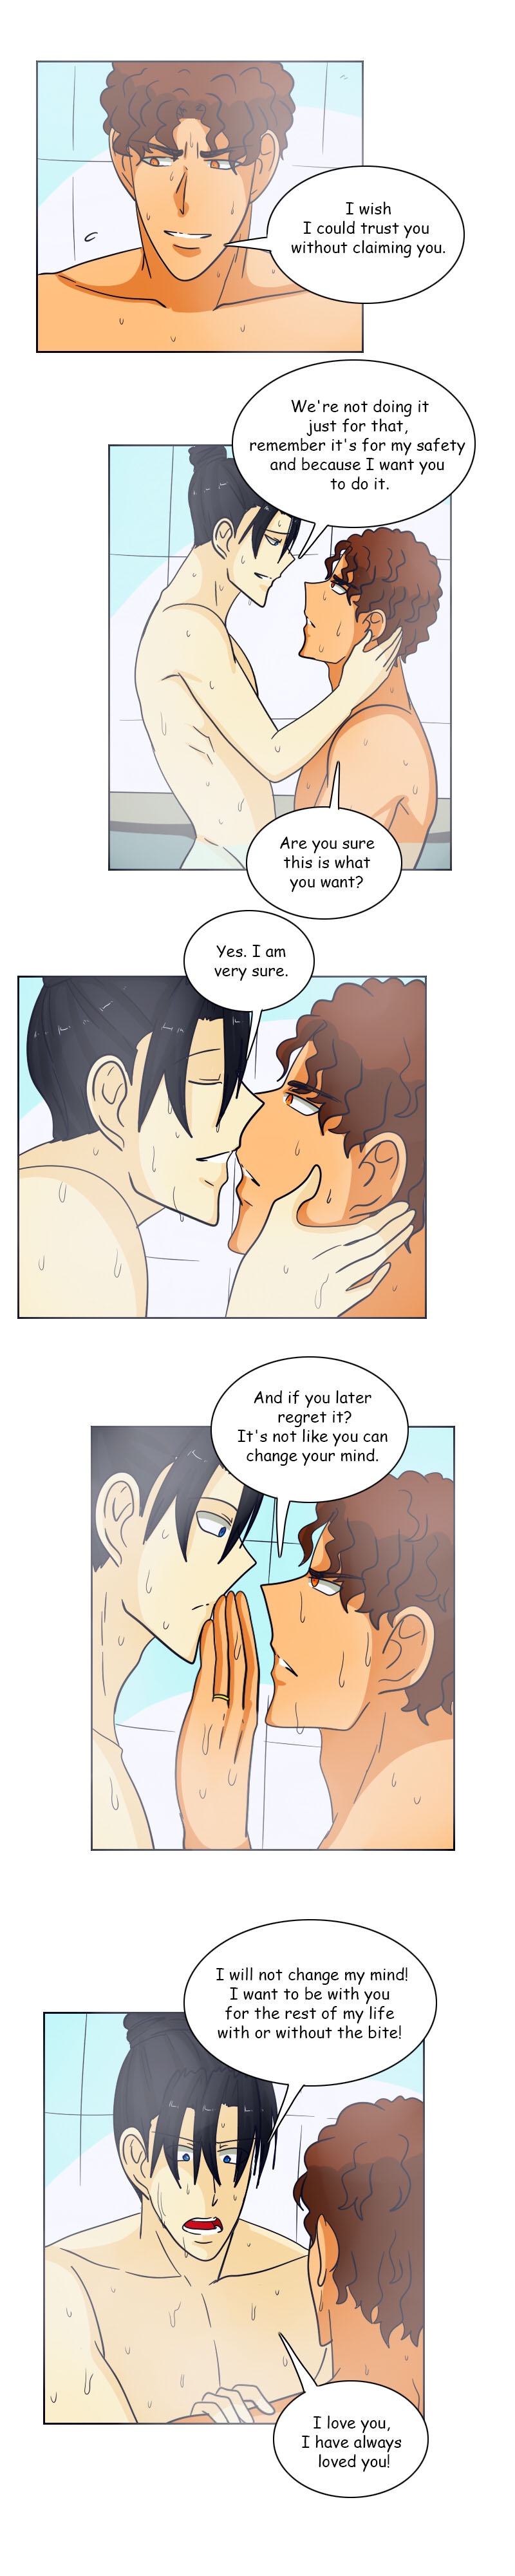 I wish
I could trust you
without claiming you.
We're not doing it
just for that,
remember it's for my safety
and because I want you
to do it.
Are you sure
this is what
you want?
Yes. I am
very sure.
And if you later
regret it?
It's not like you can
change your mind.
I will not change my mind!
I want to be with you
for the rest of my life
with or without the bite!
I love you,
I have always
loved you!